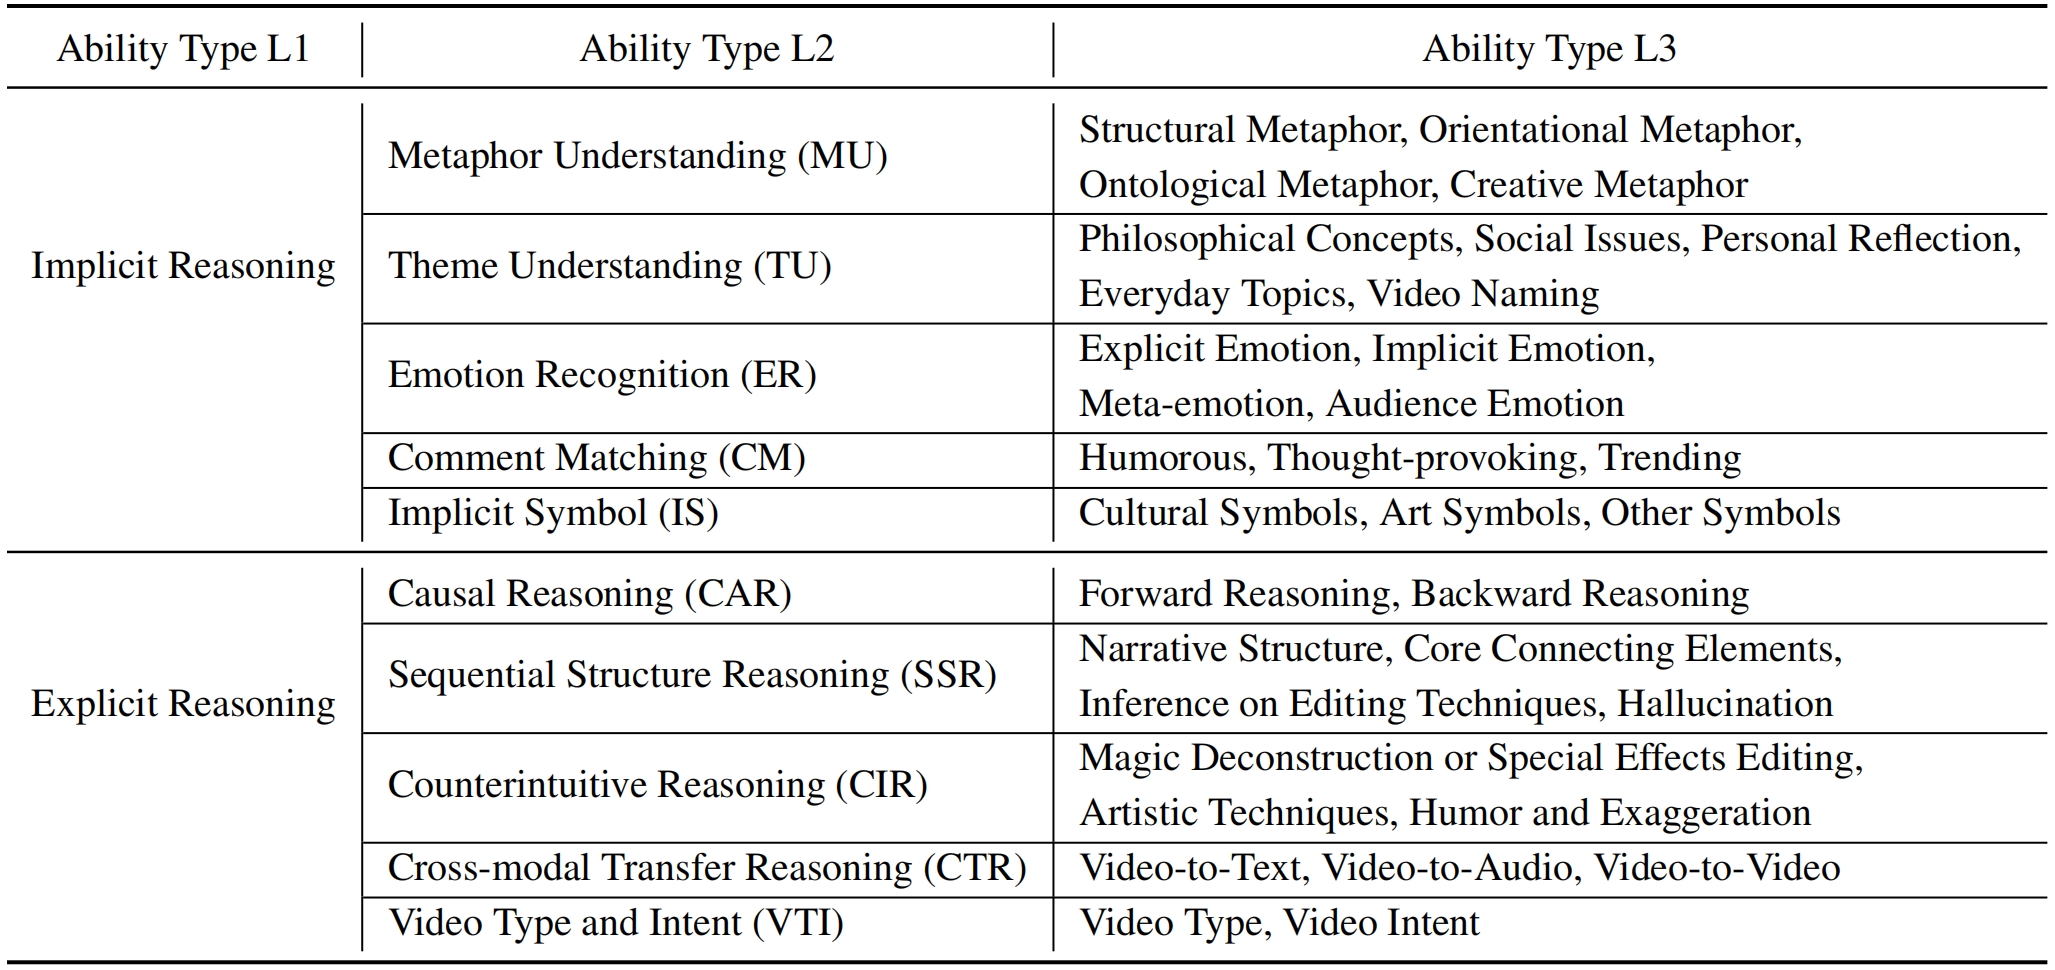 Ability Type L1 Ability Type L2 Ability Type L3
Implicit Reasoning
Metaphor Understanding (MU)
Structural Metaphor, Orientational Metaphor,
Ontological Metaphor, Creative Metaphor
Theme Understanding (TU)
Philosophical Concepts, Social Issues, Personal Reflection,
Everyday Topics, Video Naming
Emotion Recognition (ER)
Explicit Emotion, Implicit Emotion,
Meta-emotion, Audience Emotion
Comment Matching (CM) Humorous, Thought-provoking, Trending
Implicit Symbol (IS) Cultural Symbols, Art Symbols, Other Symbols
Explicit Reasoning
Causal Reasoning (CAR) Forward Reasoning, Backward Reasoning
Sequential Structure Reasoning (SSR)
Narrative Structure, Core Connecting Elements,
Inference on Editing Techniques, Hallucination
Counterintuitive Reasoning (CIR)
Magic Deconstruction or Special Effects Editing,
Artistic Techniques, Humor and Exaggeration
Cross-modal Transfer Reasoning (CTR) Video-to-Text, Video-to-Audio, Video-to-Video
Video Type and Intent (VTI) Video Type, Video Intent